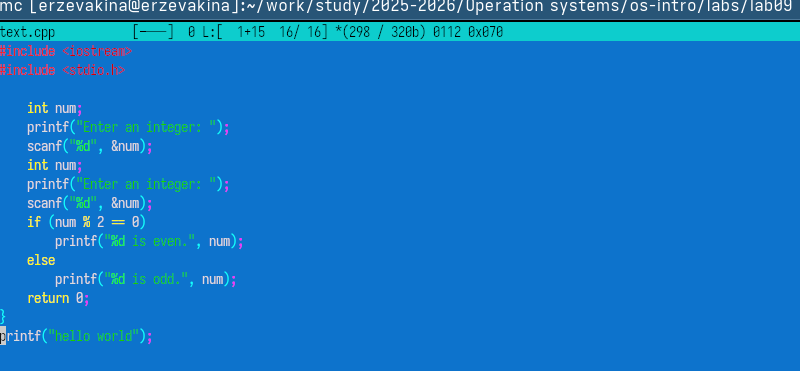 mc [erzevakina@erzevakina]:~/work/study/2025-2026/Operation systems/os-intro/labs/lab09
text.cpp [----] 0 L:[ 1+15 16/ 16] *(298 / 320b) 0112 0x070
#include <iostream>
#include <stdio.h>
int num;
printf("Enter an integer: ");
scanf("%d", &num);
int num;
printf("Enter an integer: ");
scanf("%d", &num);
if (num % 2 == 0)
printf("%d is even.", num);
else
printf("%d is odd.", num);
return 0;
}
printf("hello world");